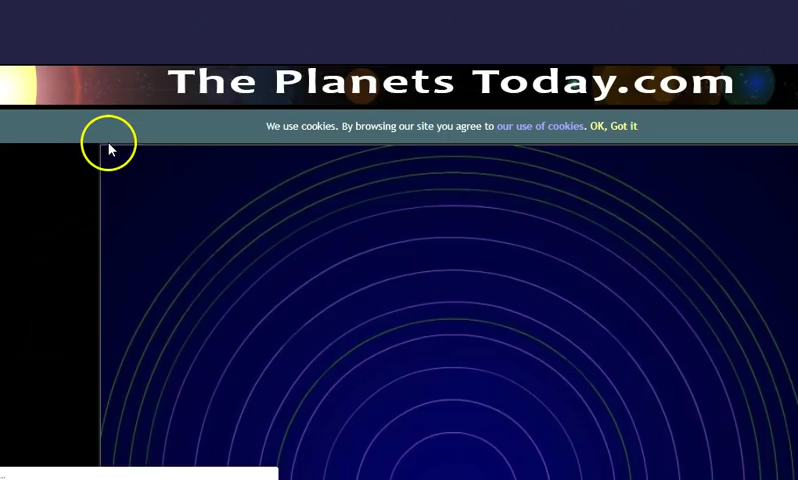 The Planets Today.com
We use cookies. By browsing our site you agree to our use of cookies. OK, Got it
...